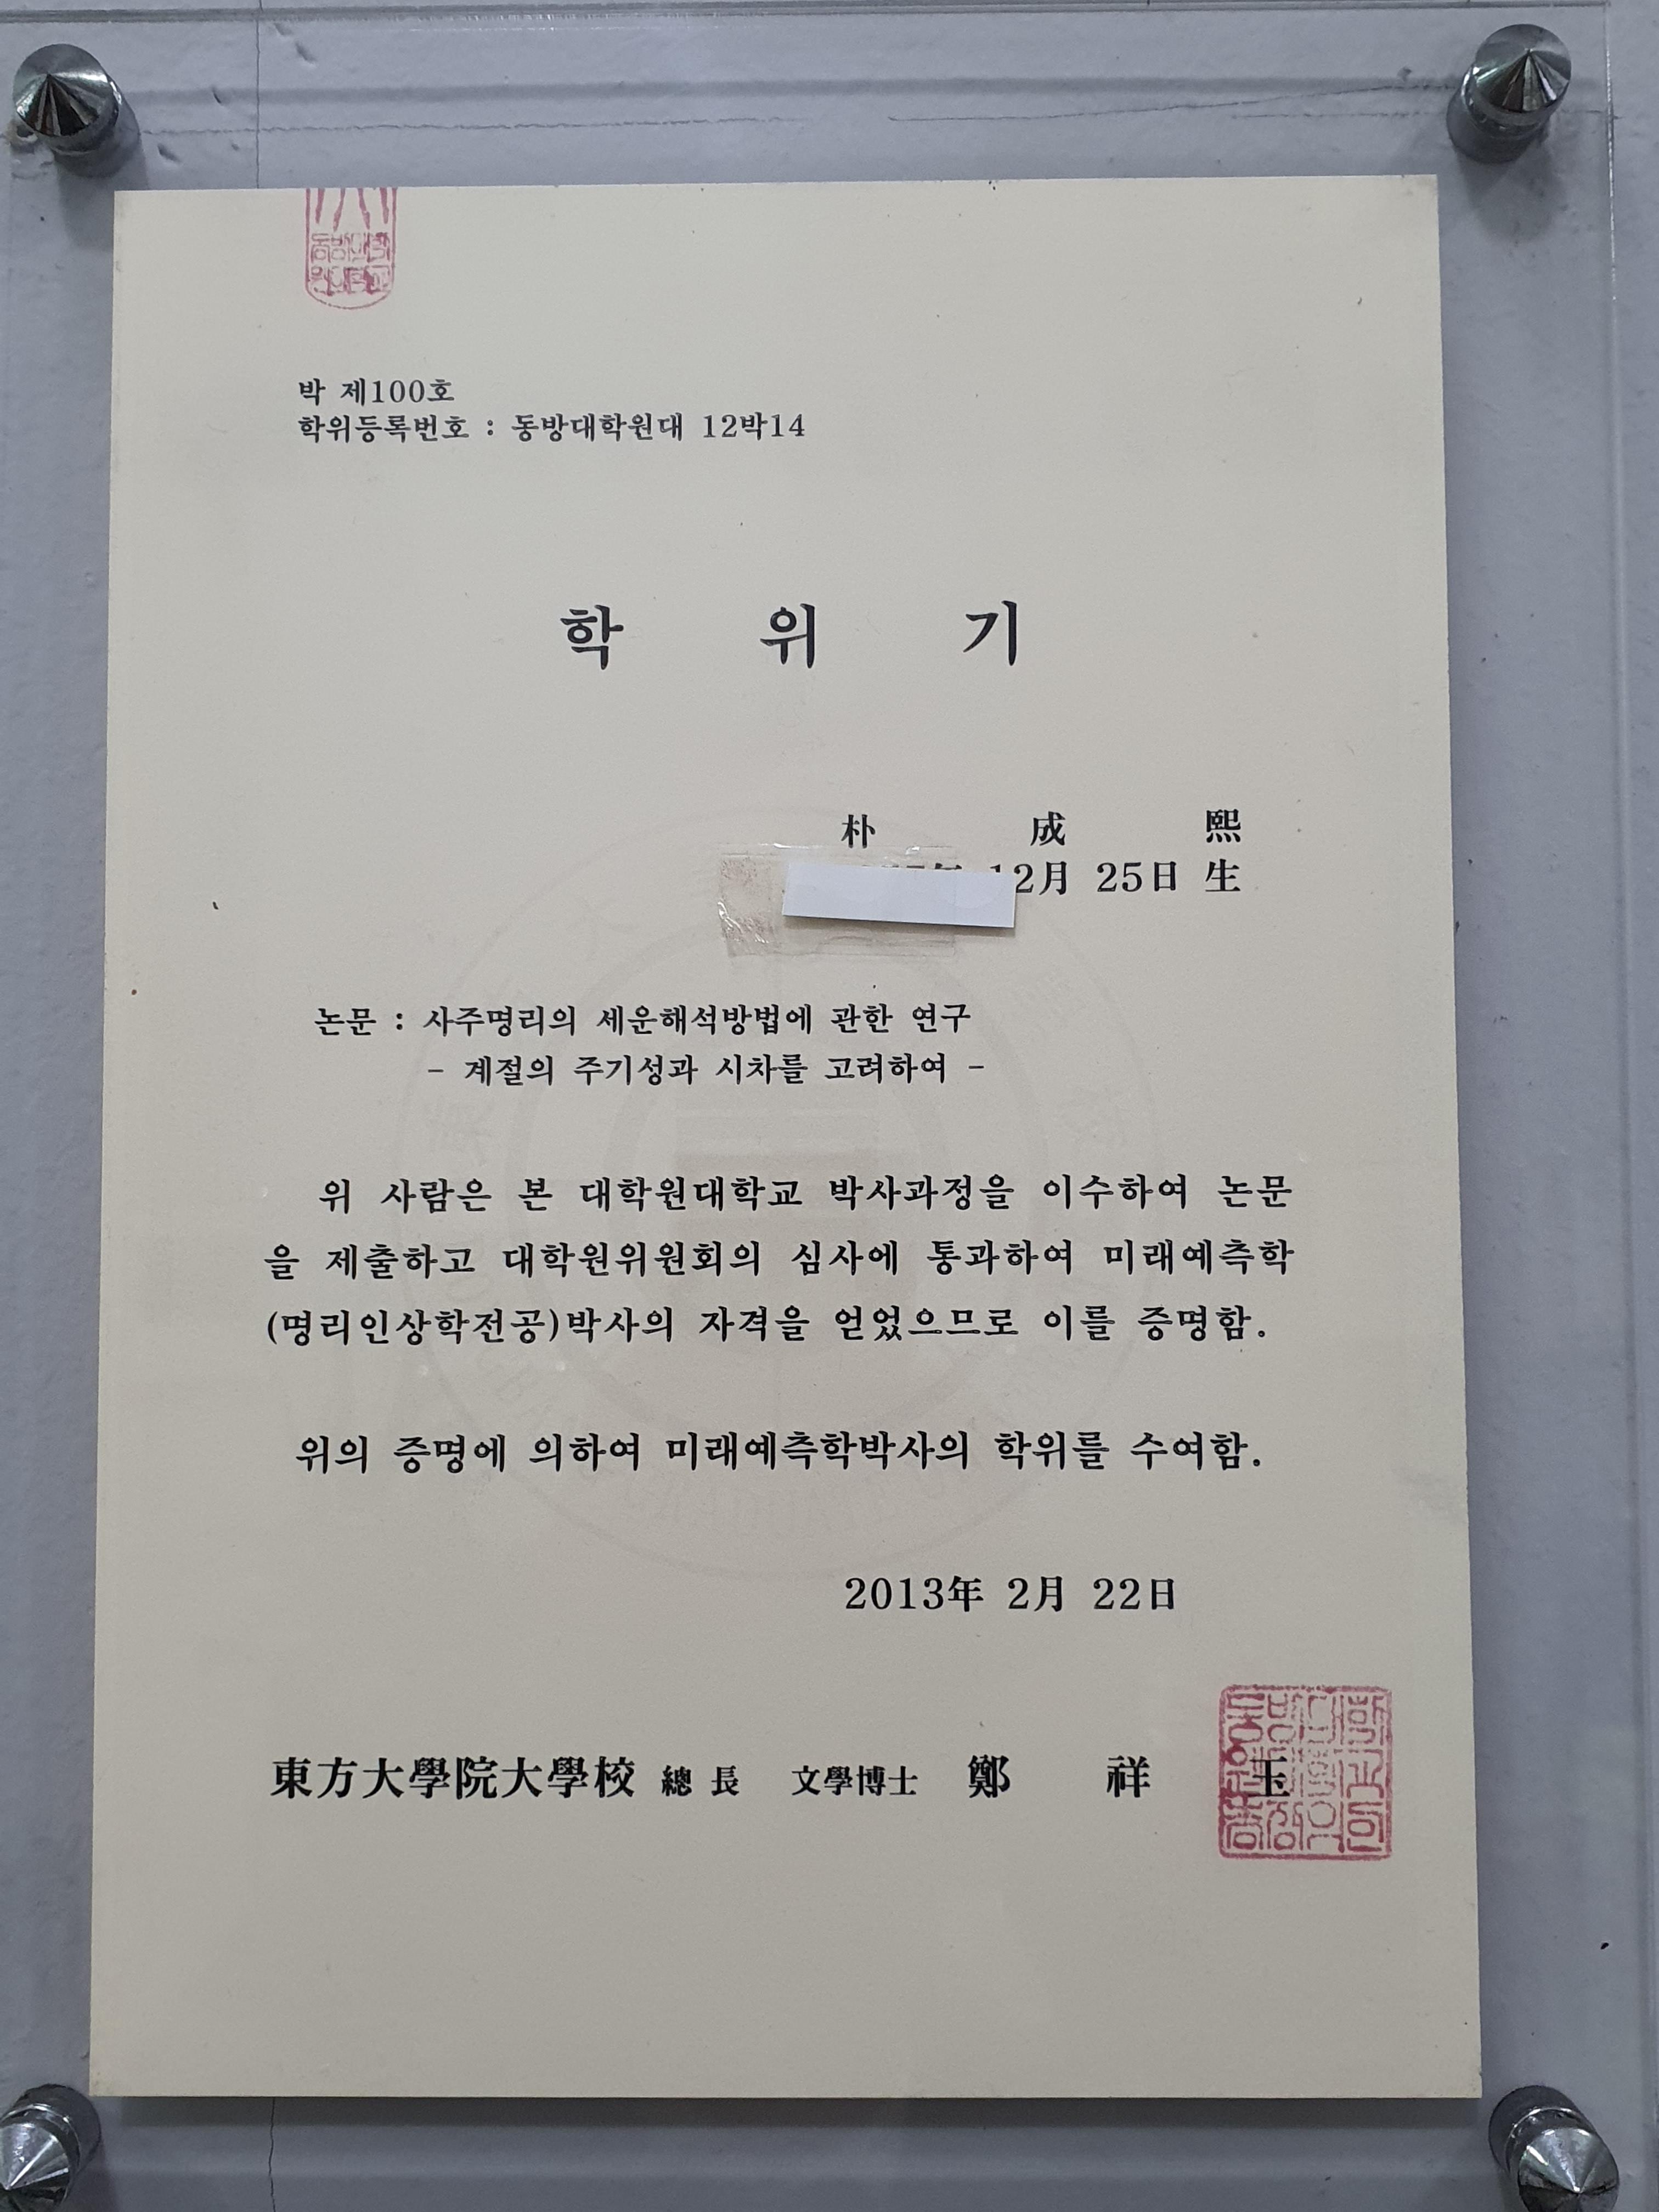 박 제100호
학위등록번호 : 동방대학원대 12박14
학 위 기
朴 成 熙
12月 25日 生
논문 : 사주명리의 세운해석방법에 관한 연구
- 계절의 주기성과 시차를 고려하여 -
위 사람은 본 대학원대학교 박사과정을 이수하여 논문
을 제출하고 대학원위원회의 심사에 통과하여 미래예측학
(명리인상학전공)박사의 자격을 얻었으므로 이를 증명함.
위의 증명에 의하여 미래예측학박사의 학위를 수여함.
2013年 2月 22日
東方大學院大學校 總 長 文學博士 鄭 祥 玉